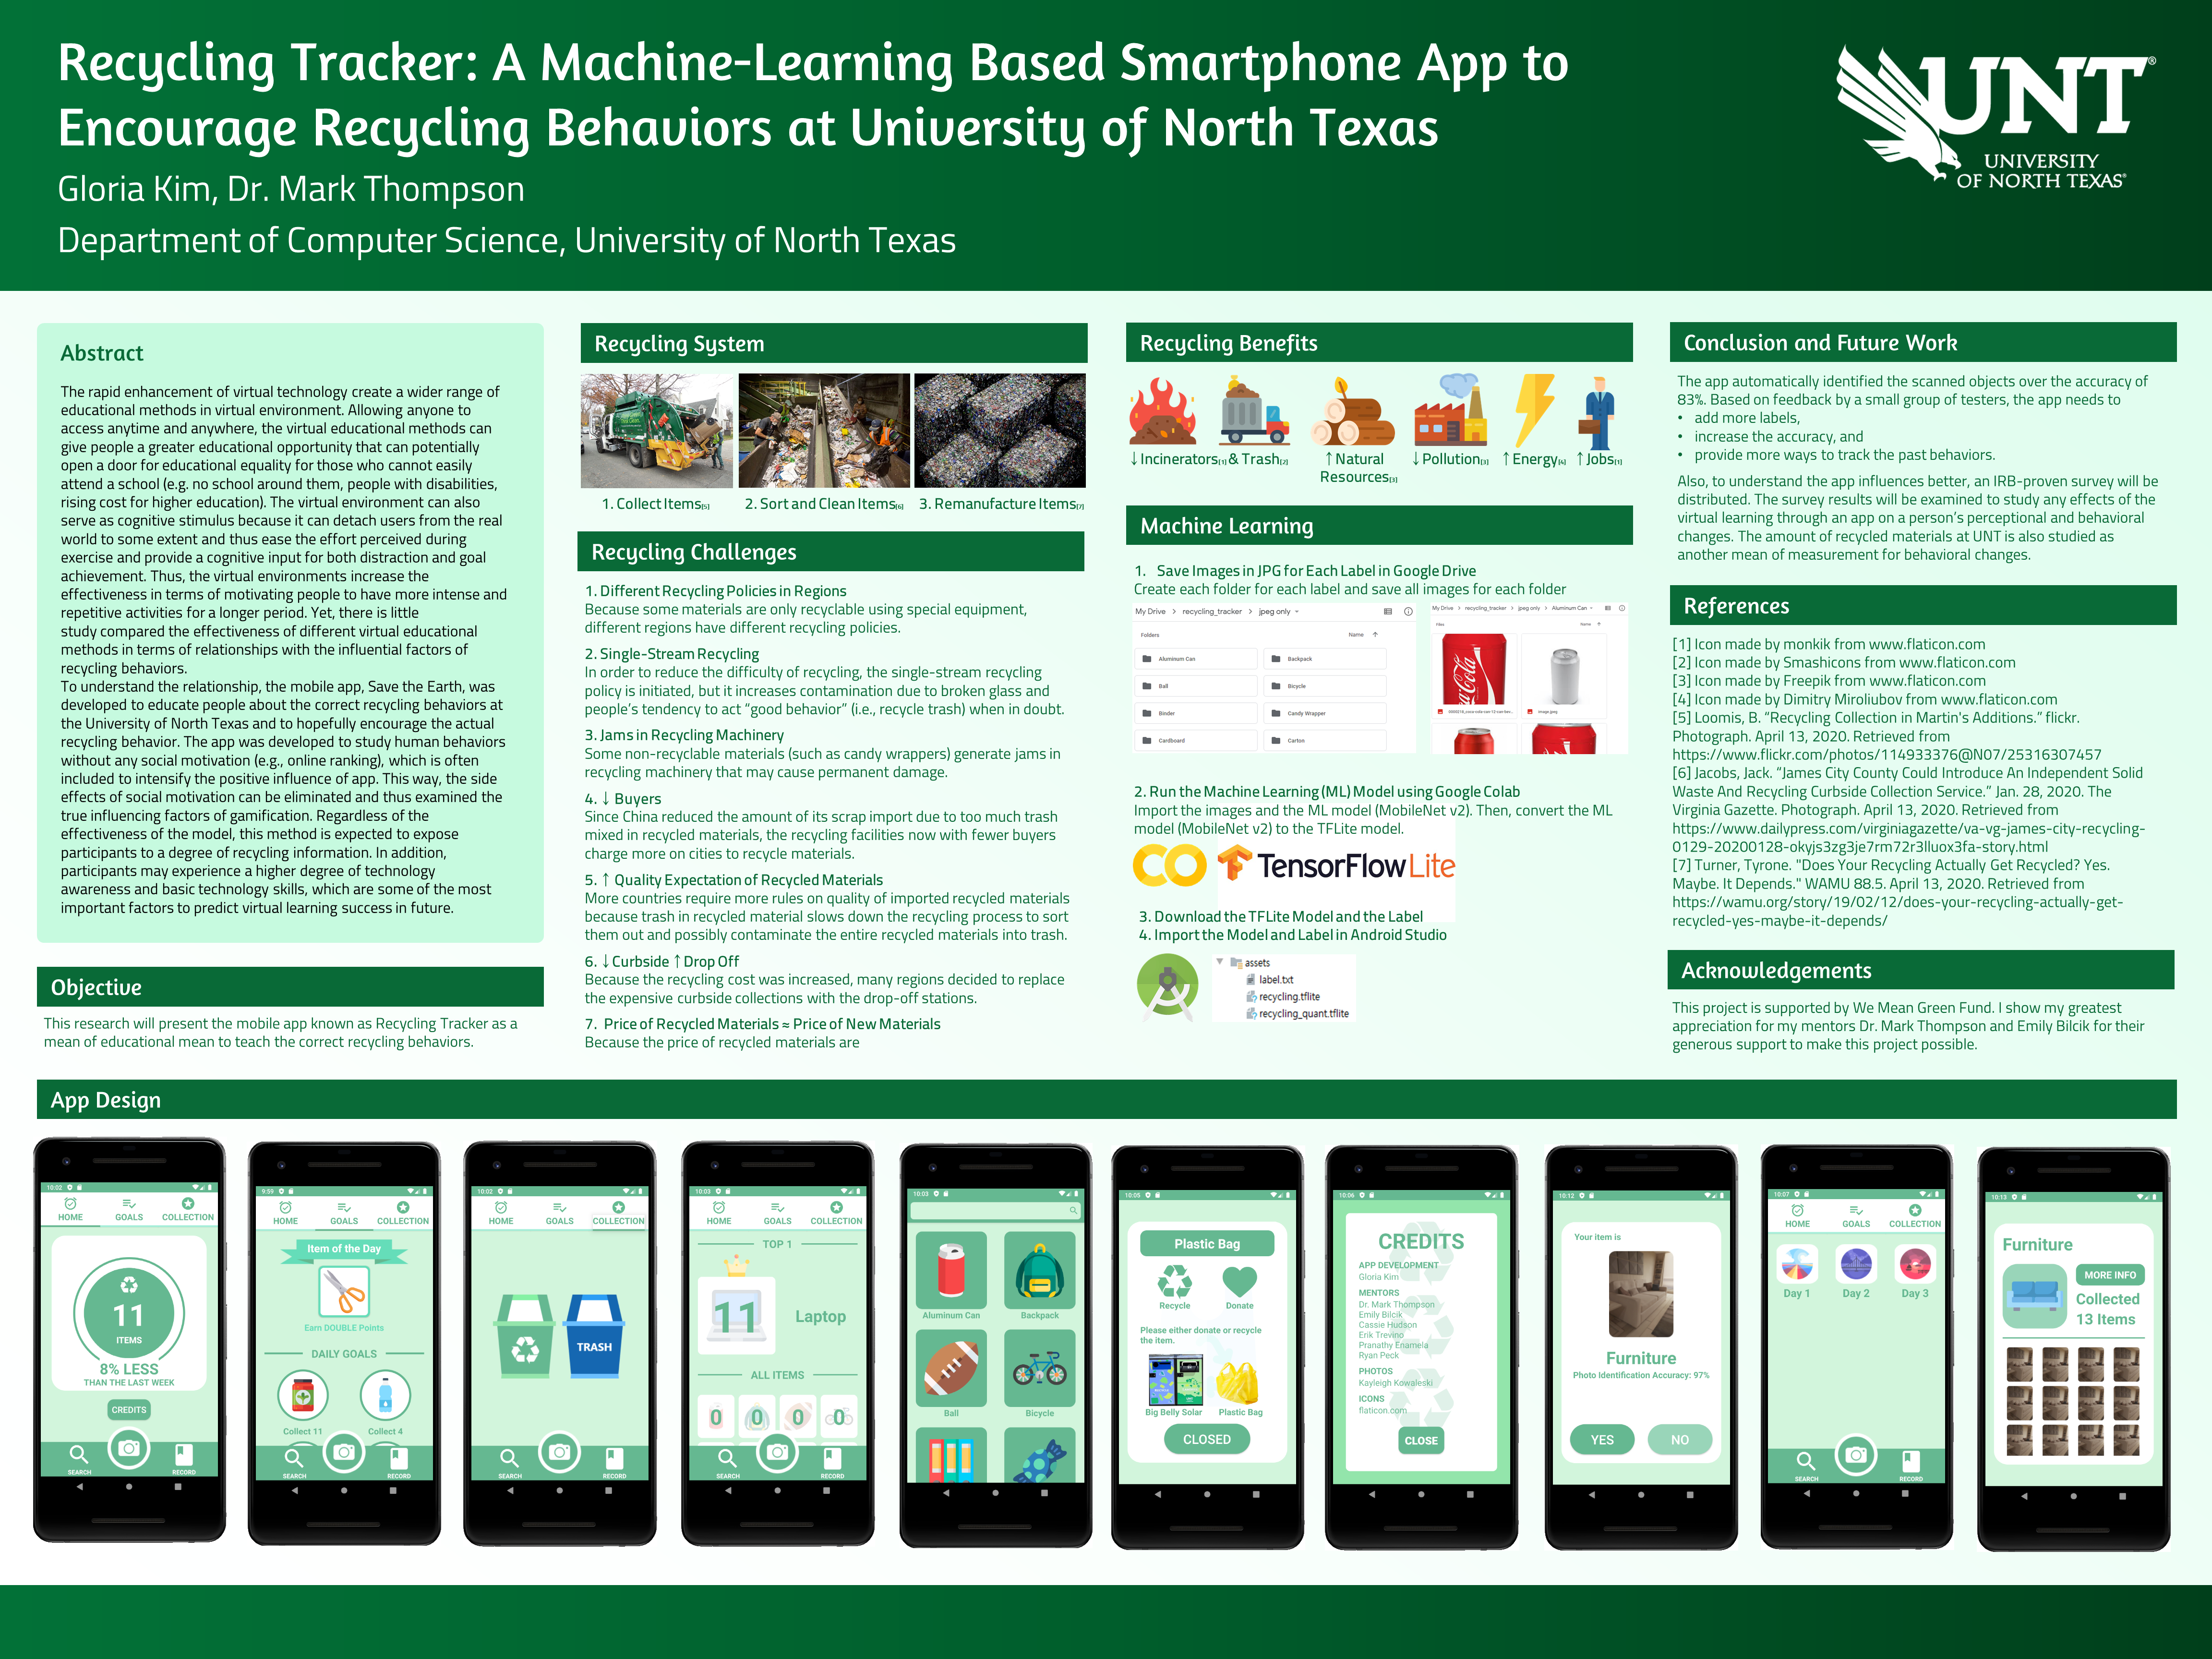 Recycling Tracker: A Machine-Learning Based Smartphone App to
Encourage Recycling Behaviors at University of North Texas
Gloria Kim, Dr. Mark Thompson
Department of Computer Science, University of North Texas
UNT®
UNIVERSITY
OF NORTH TEXAS®
Abstract
The rapid enhancement of virtual technology create a wider range of
educational methods in virtual environment. Allowing anyone to
access anytime and anywhere, the virtual educational methods can
give people a greater educational opportunity that can potentially
open a door for educational equality for those who cannot easily
attend a school (e.g. no school around them, people with disabilities,
rising cost for higher education). The virtual environment can also
serve as cognitive stimulus because it can detach users from the real
world to some extent and thus ease the effort perceived during
exercise and provide a cognitive input for both distraction and goal
achievement. Thus, the virtual environments increase the
effectiveness in terms of motivating people to have more intense and
repetitive activities for a longer period. Yet, there is little
study compared the effectiveness of different virtual educational
methods in terms of relationships with the influential factors of
recycling behaviors.
To understand the relationship, the mobile app, Save the Earth, was
developed to educate people about the correct recycling behaviors at
the University of North Texas and to hopefully encourage the actual
recycling behavior. The app was developed to study human behaviors
without any social motivation (e.g., online ranking), which is often
included to intensify the positive influence of app. This way, the side
effects of social motivation can be eliminated and thus examined the
true influencing factors of gamification. Regardless of the
effectiveness of the model, this method is expected to expose
participants to a degree of recycling information. In addition,
participants may experience a higher degree of technology
awareness and basic technology skills, which are some of the most
important factors to predict virtual learning success in future.
Objective
This research will present the mobile app known as Recycling Tracker as a
mean of educational mean to teach the correct recycling behaviors.
Recycling System
1. Collect Items[5]
2. Sort and Clean Items[6]
3. Remanufacture Items[7]
Recycling Challenges
1. Different Recycling Policies in Regions
Because some materials are only recyclable using special equipment,
different regions have different recycling policies.
2. Single-Stream Recycling
In order to reduce the difficulty of recycling, the single-stream recycling
policy is initiated, but it increases contamination due to broken glass and
people's tendency to act “good behavior” (i.e., recycle trash) when in doubt.
3. Jams in Recycling Machinery
Some non-recyclable materials (such as candy wrappers) generate jams in
recycling machinery that may cause permanent damage.
4. ↓ Buyers
Since China reduced the amount of its scrap import due to too much trash
mixed in recycled materials, the recycling facilities now with fewer buyers
charge more on cities to recycle materials.
5. ↑ Quality Expectation of Recycled Materials
More countries require more rules on quality of imported recycled materials
because trash in recycled material slows down the recycling process to sort
them out and possibly contaminate the entire recycled materials into trash.
6. ↓ Curbside ↑ Drop Off
Because the recycling cost was increased, many regions decided to replace
the expensive curbside collections with the drop-off stations.
7. Price of Recycled Materials ≈ Price of New Materials
Because the price of recycled materials are
Recycling Benefits
↓ Incinerators[1] & Trash[2]
↑ Natural
Resources[3]
↓ Pollution[3]
↑ Energy[4]
↑ Jobs[1]
Machine Learning
1. Save Images in JPG for Each Label in Google Drive
Create each folder for each label and save all images for each folder
My Drive > recycling_tracker > jpeg only
Folders
Name ↑
Aluminum Can
Backpack
Ball
Bicycle
Binder
Candy Wrapper
Cardboard
Carton
My Drive > recycling_tracker > jpeg only > Aluminum Can
Files
Name ↑
Coca-Cola
image.jpeg
2. Run the Machine Learning (ML) Model using Google Colab
Import the images and the ML model (MobileNet v2). Then, convert the ML
model (MobileNet v2) to the TFLite model.
TensorFlow Lite
3. Download the TFLite Model and the Label
4. Import the Model and Label in Android Studio
assets
label.txt
recycling.tflite
recycling_quant.tflite
Conclusion and Future Work
The app automatically identified the scanned objects over the accuracy of
83%. Based on feedback by a small group of testers, the app needs to
• add more labels,
• increase the accuracy, and
• provide more ways to track the past behaviors.
Also, to understand the app influences better, an IRB-proven survey will be
distributed. The survey results will be examined to study any effects of the
virtual learning through an app on a person's perceptional and behavioral
changes. The amount of recycled materials at UNT is also studied as
another mean of measurement for behavioral changes.
References
[1] Icon made by monkik from www.flaticon.com
[2] Icon made by Smashicons from www.flaticon.com
[3] Icon made by Freepik from www.flaticon.com
[4] Icon made by Dimitry Miroliubov from www.flaticon.com
[5] Loomis, B. “Recycling Collection in Martin's Additions.” flickr.
Photograph. April 13, 2020. Retrieved from
https://www.flickr.com/photos/114933376@N07/25316307457
[6] Jacobs, Jack. “James City County Could Introduce An Independent Solid
Waste And Recycling Curbside Collection Service.” Jan. 28, 2020. The
Virginia Gazette. Photograph. April 13, 2020. Retrieved from
https://www.dailypress.com/virginiagazette/va-vg-james-city-recycling-
0129-20200128-okyjs3zg3je7rm72r3lluox3fa-story.html
[7] Turner, Tyrone. "Does Your Recycling Actually Get Recycled? Yes.
Maybe. It Depends." WAMU 88.5. April 13, 2020. Retrieved from
https://wamu.org/story/19/02/12/does-your-recycling-actually-get-
recycled-yes-maybe-it-depends/
Acknowledgements
This project is supported by We Mean Green Fund. I show my greatest
appreciation for my mentors Dr. Mark Thompson and Emily Bilcik for their
generous support to make this project possible.
App Design
10:02
HOME GOALS COLLECTION
11
ITEMS
8% LESS
THAN THE LAST WEEK
CREDITS
SEARCH RECORD
9:59
HOME GOALS COLLECTION
Item of the Day
Earn DOUBLE Points
DAILY GOALS
Collect 11 Collect 4
SEARCH RECORD
10:02
HOME GOALS COLLECTION
TRASH
SEARCH RECORD
10:03
HOME GOALS COLLECTION
TOP 1
11
Laptop
ALL ITEMS
0 0 0 0
SEARCH RECORD
10:03
Aluminum Can Backpack
Ball Bicycle
10:05
Plastic Bag
Recycle Donate
Please either donate or recycle
the item.
Big Belly Solar Plastic Bag
CLOSED
10:06
CREDITS
APP DEVELOPMENT
Gloria Kim
MENTORS
Dr. Mark Thompson
Emily Bilcik
Cassie Hudson
Erik Trevino
Pranathy Enamela
Ryan Peck
PHOTOS
Kayleigh Kowaleski
ICONS
flaticon.com
CLOSE
10:12
Your item is
Furniture
Photo Identification Accuracy: 97%
YES NO
10:07
HOME GOALS COLLECTION
Day 1 Day 2 Day 3
SEARCH RECORD
10:13
Furniture
MORE INFO
Collected
13 Items